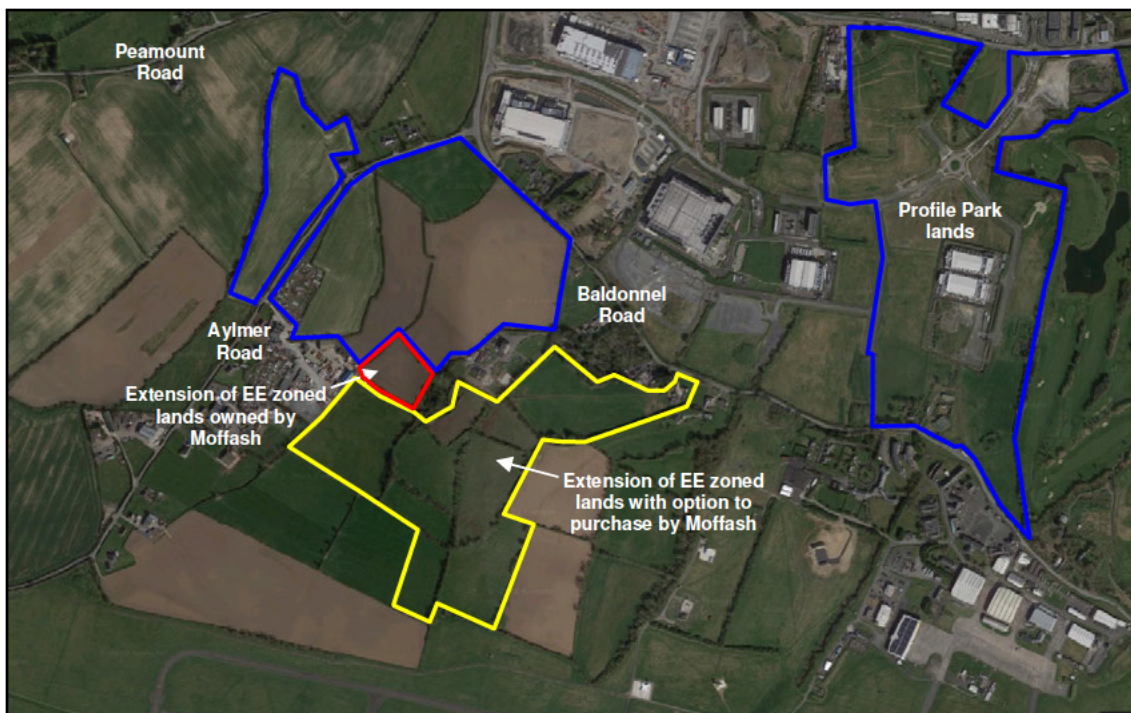 Peamount
Road
Profile Park
lands
Baldonnel
Road
Aylmer
Road
Extension of EE zoned
lands owned by
Moffash
Extension of EE zoned
lands with option to
purchase by Moffash